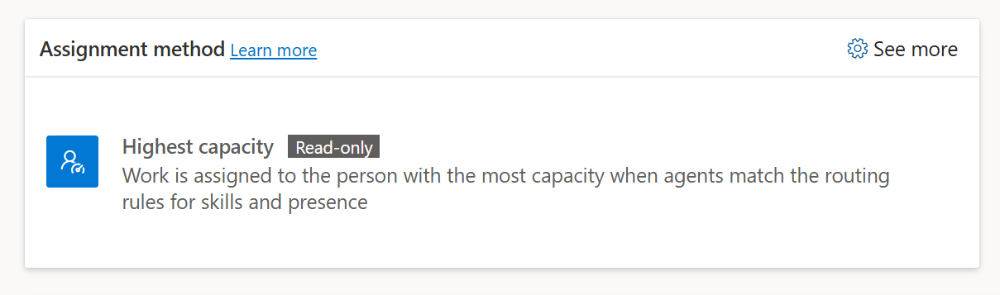 Assignment method Learn more
See more
Highest capacity Read-only
Work is assigned to the person with the most capacity when agents match the routing
rules for skills and presence